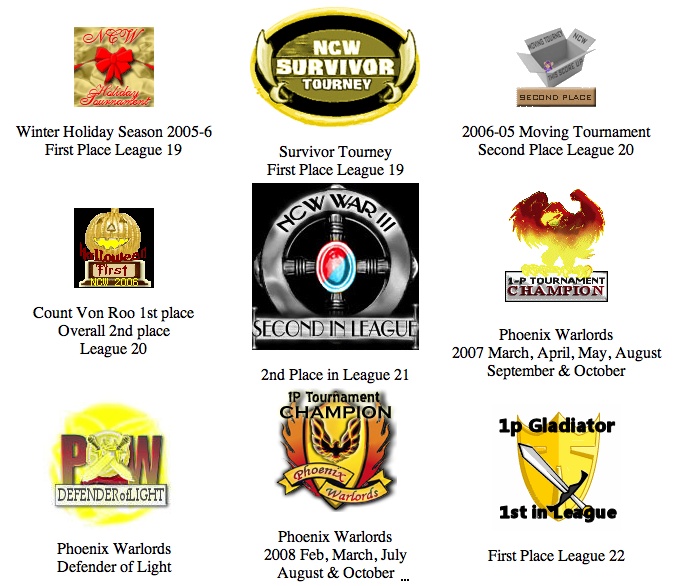 NCW
Holiday
Tournament
Winter Holiday Season 2005-6
First Place League 19
NCW
SURVIVOR
TOURNEY
Survivor Tourney
First Place League 19
MOVING TOURNEY
NCW
TAKE SCORE UP
SECOND PLACE
2006-05 Moving Tournament
Second Place League 20
Halloween
First
NCW 2006
Count Von Roo 1st place
Overall 2nd place
League 20
NCW WAR III
SECOND IN LEAGUE
2nd Place in League 21
1-P TOURNAMENT
CHAMPION
Phoenix Warlords
2007 March, April, May, August
September & October
POW
DEFENDER of LIGHT
Phoenix Warlords
Defender of Light
1P Tournament
CHAMPION
Phoenix
Warlords
Phoenix Warlords
2008 Feb, March, July
August & October ...
1p Gladiator
1st in League
First Place League 22